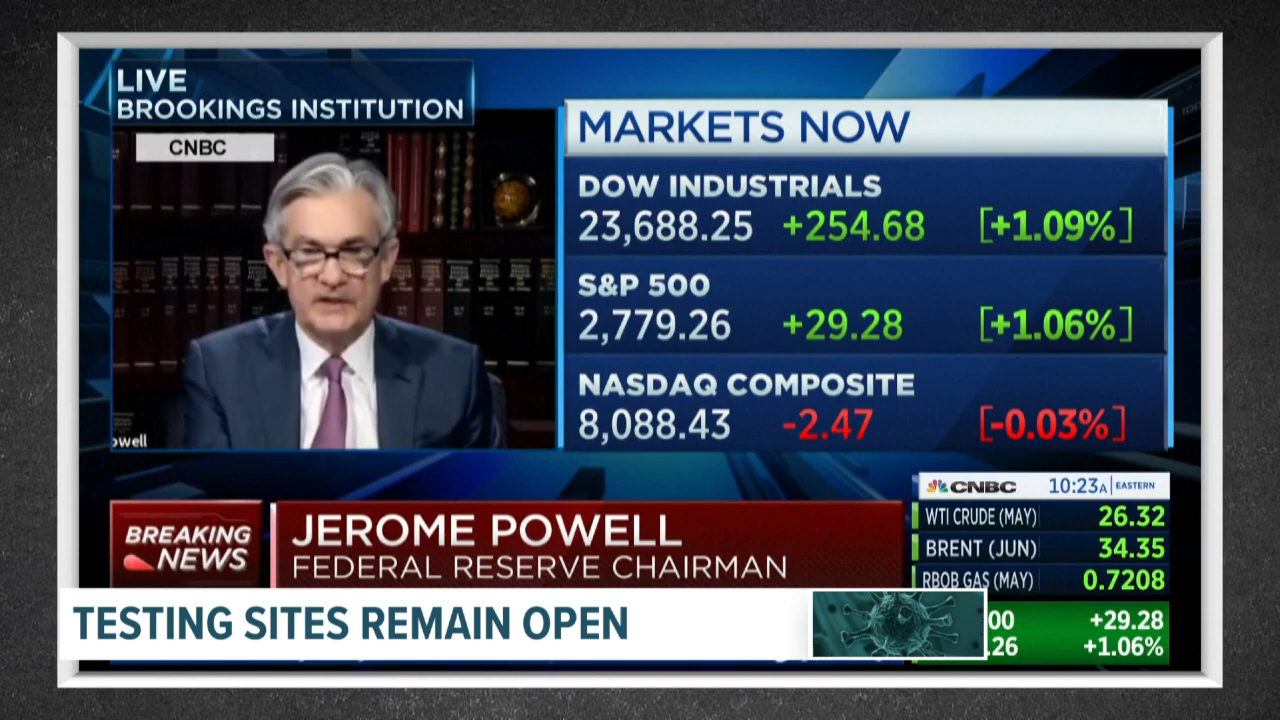 LIVE
BROOKINGS INSTITUTION
CNBC
owell
MARKETS NOW
DOW INDUSTRIALS
23,688.25 +254.68 [+1.09%]
S&P 500
2,779.26 +29.28 [+1.06%]
NASDAQ COMPOSITE
8,088.43 -2.47 [-0.03%]
BREAKING
NEWS
JEROME POWELL
FEDERAL RESERVE CHAIRMAN
CNBC 10:23A EASTERN
WTI CRUDE (MAY) 26.32
BRENT (JUN) 34.35
RBOB GAS (MAY) 0.7208
00 +29.28
.26 +1.06%
TESTING SITES REMAIN OPEN